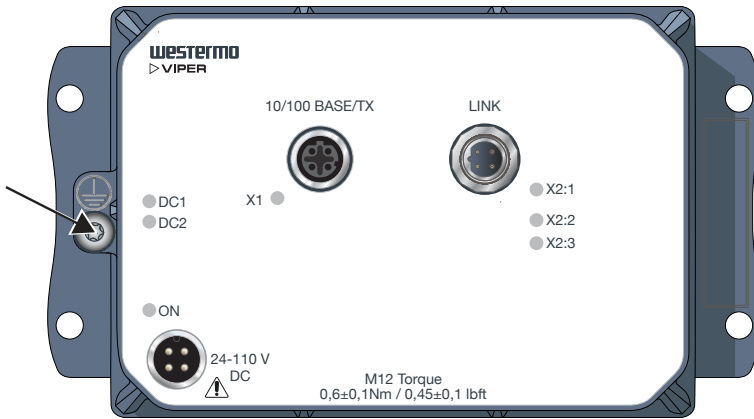 westermo
VIPER
10/100 BASE/TX
LINK
X1
X2:1
DC1
DC2
X2:2
X2:3
ON
24-110 V
DC
M12 Torque
0,6±0,1Nm / 0,45±0,1 lbft